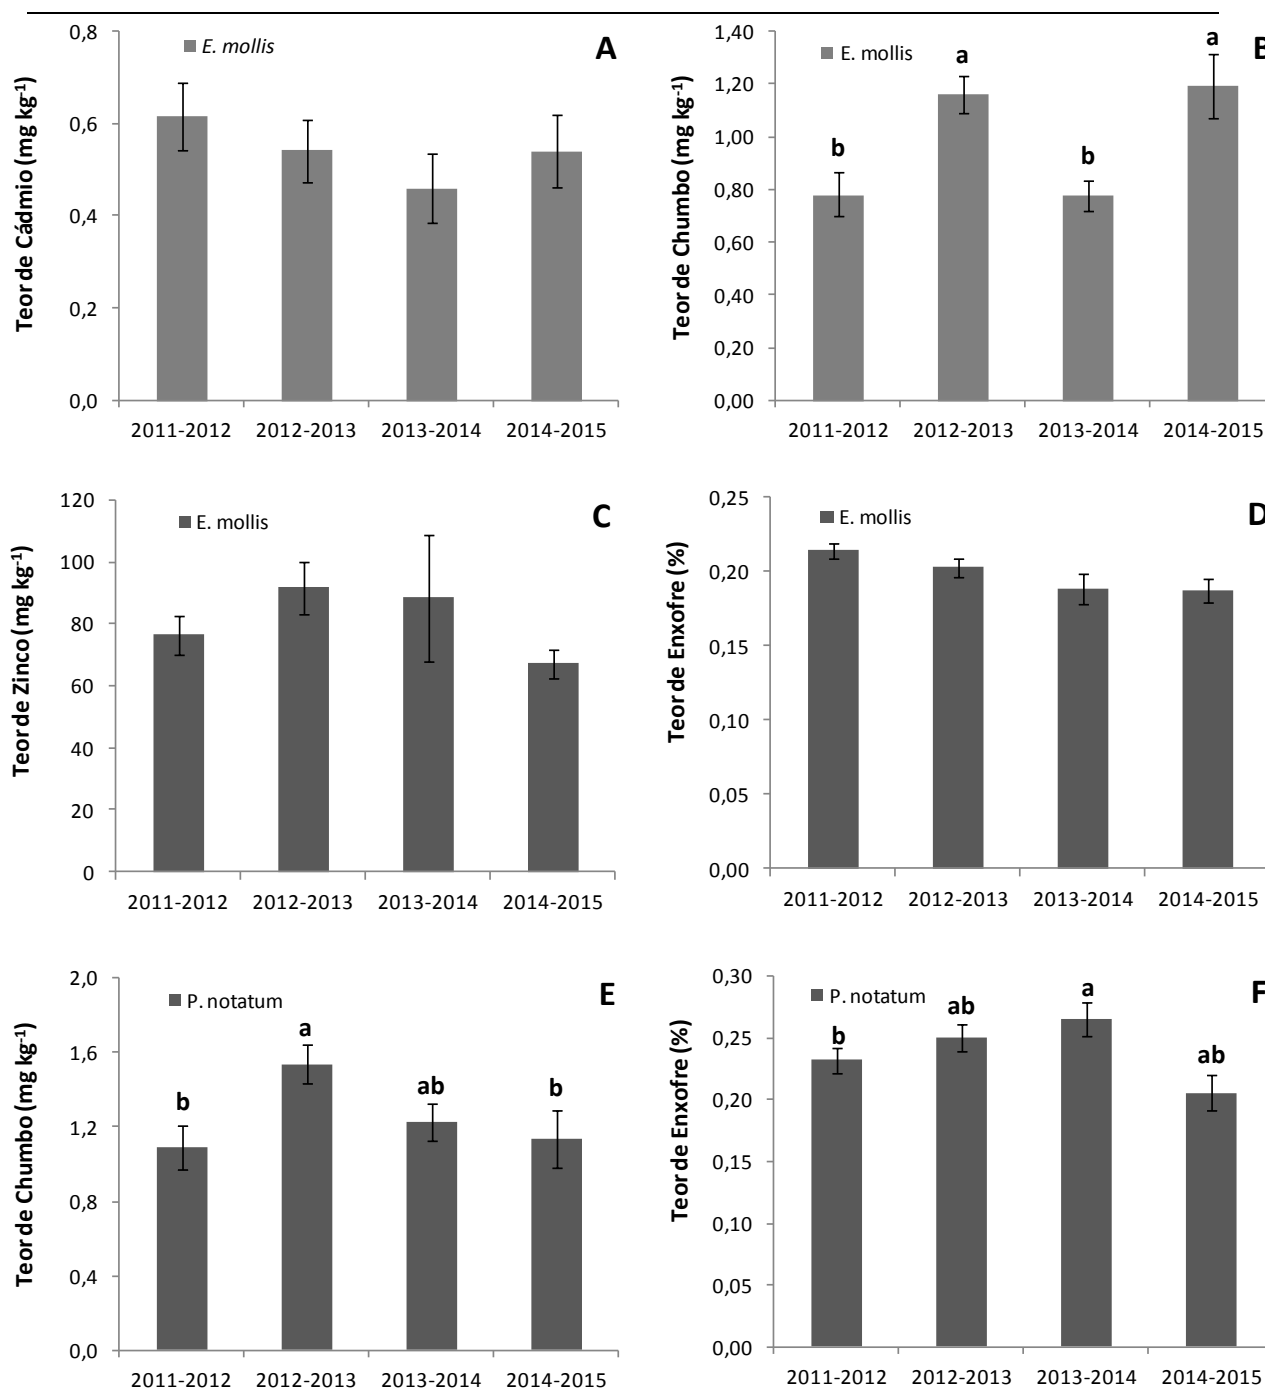 A
E. mollis
Teor de Cádmio (mg kg-1)
0,8
0,6
0,4
0,2
0,0
2011-2012 2012-2013 2013-2014 2014-2015
B
E. mollis
Teor de Chumbo (mg kg-1)
1,40
1,20
1,00
0,80
0,60
0,40
0,20
0,00
b a b a
2011-2012 2012-2013 2013-2014 2014-2015
C
E. mollis
Teor de Zinco (mg kg-1)
120
100
80
60
40
20
0
2011-2012 2012-2013 2013-2014 2014-2015
D
E. mollis
Teor de Enxofre (%)
0,25
0,20
0,15
0,10
0,05
0,00
2011-2012 2012-2013 2013-2014 2014-2015
E
P. notatum
Teor de Chumbo (mg kg-1)
2,0
1,6
1,2
0,8
0,4
0,0
b a ab b
2011-2012 2012-2013 2013-2014 2014-2015
F
P. notatum
Teor de Enxofre (%)
0,30
0,25
0,20
0,15
0,10
0,05
0,00
b ab a ab
2011-2012 2012-2013 2013-2014 2014-2015